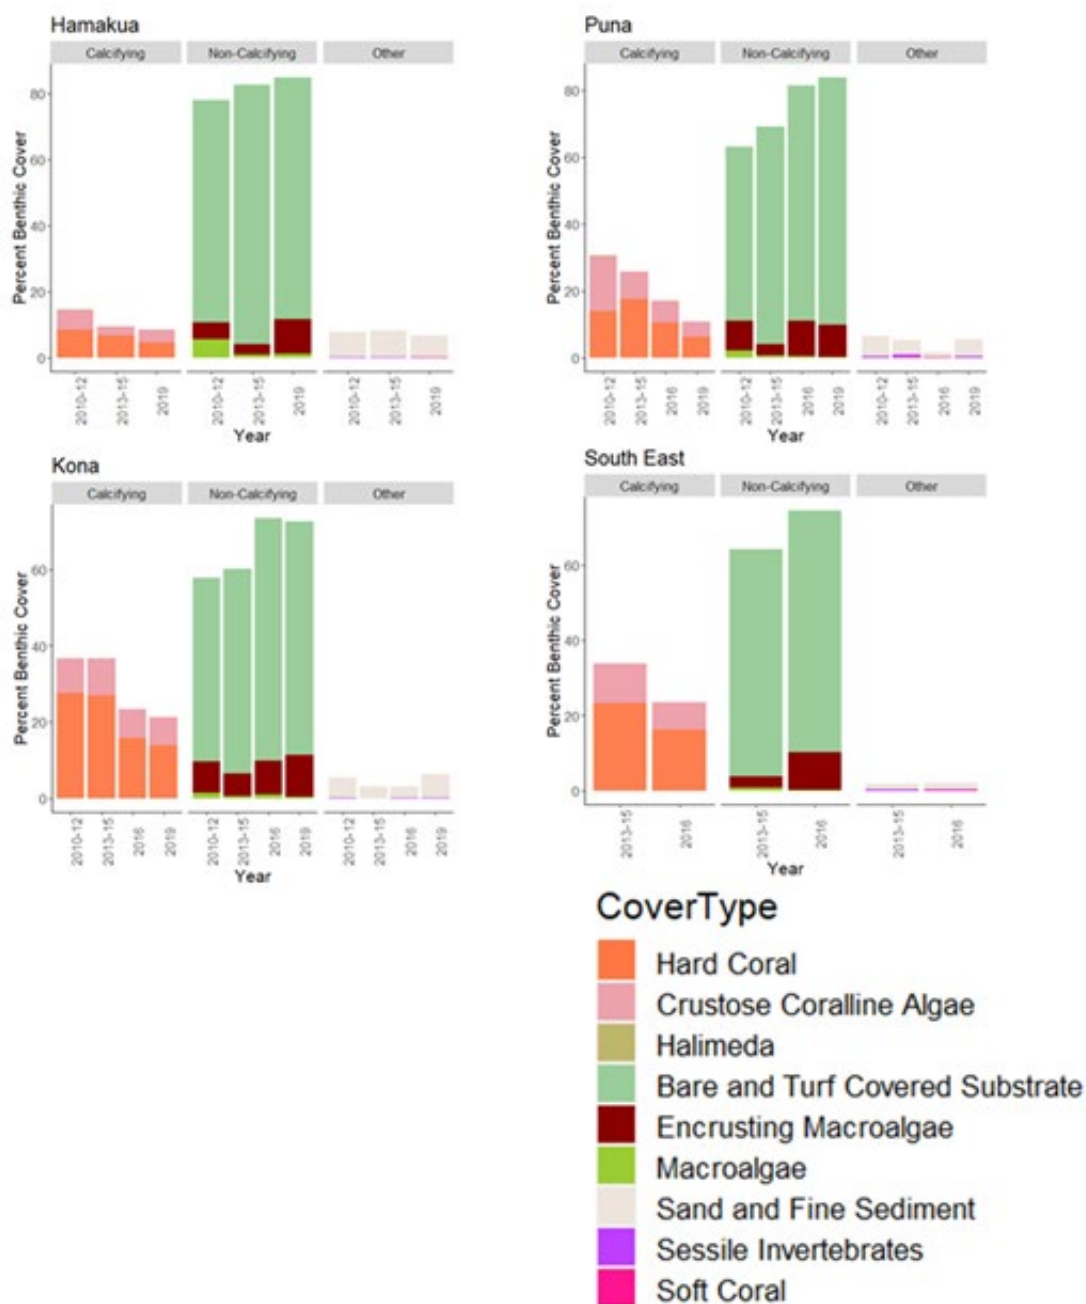 Hamakua
Calcifying Non-Calcifying Other
Percent Benthic Cover
80
60
40
20
0
2010-12 2013-15 2019 2010-12 2013-15 2019 2010-12 2013-15 2019
Year
Puna
Calcifying Non-Calcifying Other
Percent Benthic Cover
80
60
40
20
0
2010-12 2013-15 2016 2019 2010-12 2013-15 2016 2019 2010-12 2013-15 2016 2019
Year
Kona
Calcifying Non-Calcifying Other
Percent Benthic Cover
60
40
20
0
2010-12 2013-15 2016 2019 2010-12 2013-15 2016 2019 2010-12 2013-15 2016 2019
Year
South East
Calcifying Non-Calcifying Other
Percent Benthic Cover
60
40
20
0
2013-15 2016 2013-15 2016 2013-15 2016
Year
CoverType
Hard Coral
Crustose Coralline Algae
Halimeda
Bare and Turf Covered Substrate
Encrusting Macroalgae
Macroalgae
Sand and Fine Sediment
Sessile Invertebrates
Soft Coral